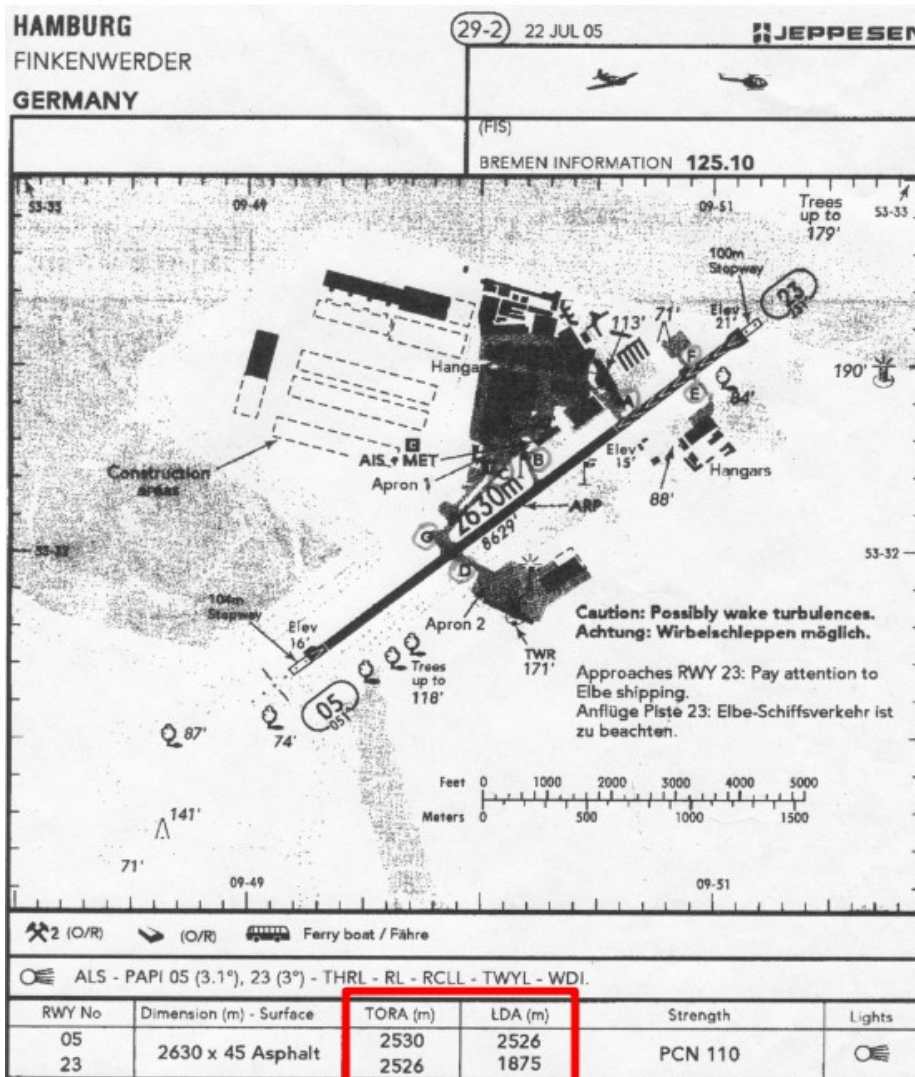 HAMBURG
FINKENWERDER
GERMANY
29-2 22 JUL 05
JEPPESEN
(FIS)
BREMEN INFORMATION 125.10
53-33
09-49
09-51
53-33
Trees
up to
179'
100m
Stopway
23
Elev
21'
71'
113'
F
190'
Hangar
A
E
84'
C
AIS + MET
Apron 1
B
Elev
15'
Hangars
Construction
areas
2630m
8629'
88'
ARP
G
53-32
53-32
D
104m
Stopway
Apron 2
Elev
16'
TWR
171'
Trees
up to
118'
05
051°
87'
74'
Caution: Possibly wake turbulences.
Achtung: Wirbelschleppen möglich.
Approaches RWY 23: Pay attention to
Elbe shipping.
Anflüge Piste 23: Elbe-Schiffsverkehr ist
zu beachten.
Feet 0 1000 2000 3000 4000 5000
Meters 0 500 1000 1500
141'
71'
09-49
09-51
2 (O/R) (O/R) Ferry boat / Fähre
ALS - PAPI 05 (3.1°), 23 (3°) - THRL - RL - RCLL - TWYL - WDI.
RWY No Dimension (m) - Surface TORA (m) LDA (m) Strength Lights
05 2530 2526
2630 x 45 Asphalt PCN 110
23 2526 1875